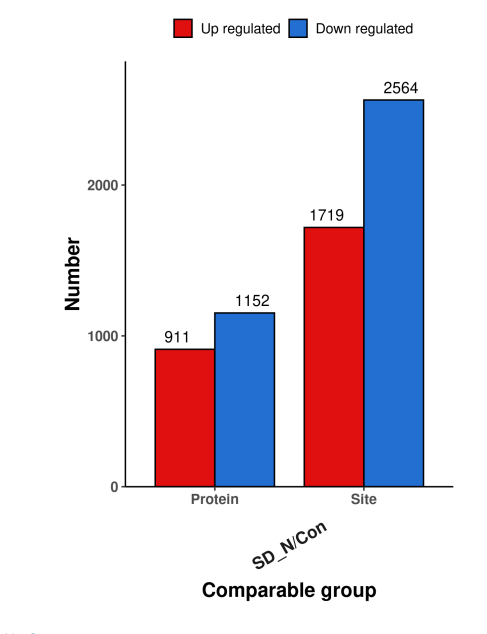 Up regulated Down regulated
2564
2000
1719
Number
1152
1000
911
0
Protein Site
SD_N/Con
Comparable group